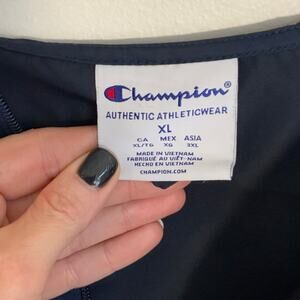 Champion®
AUTHENTIC ATHLETICWEAR
XL
CA MEX ASIA
XL/TG XG 3XL
MADE IN VIETNAM
FABRIQUÉ AU VIÊT-NAM
HECHO EN VIETNAM
CHAMPION.COM